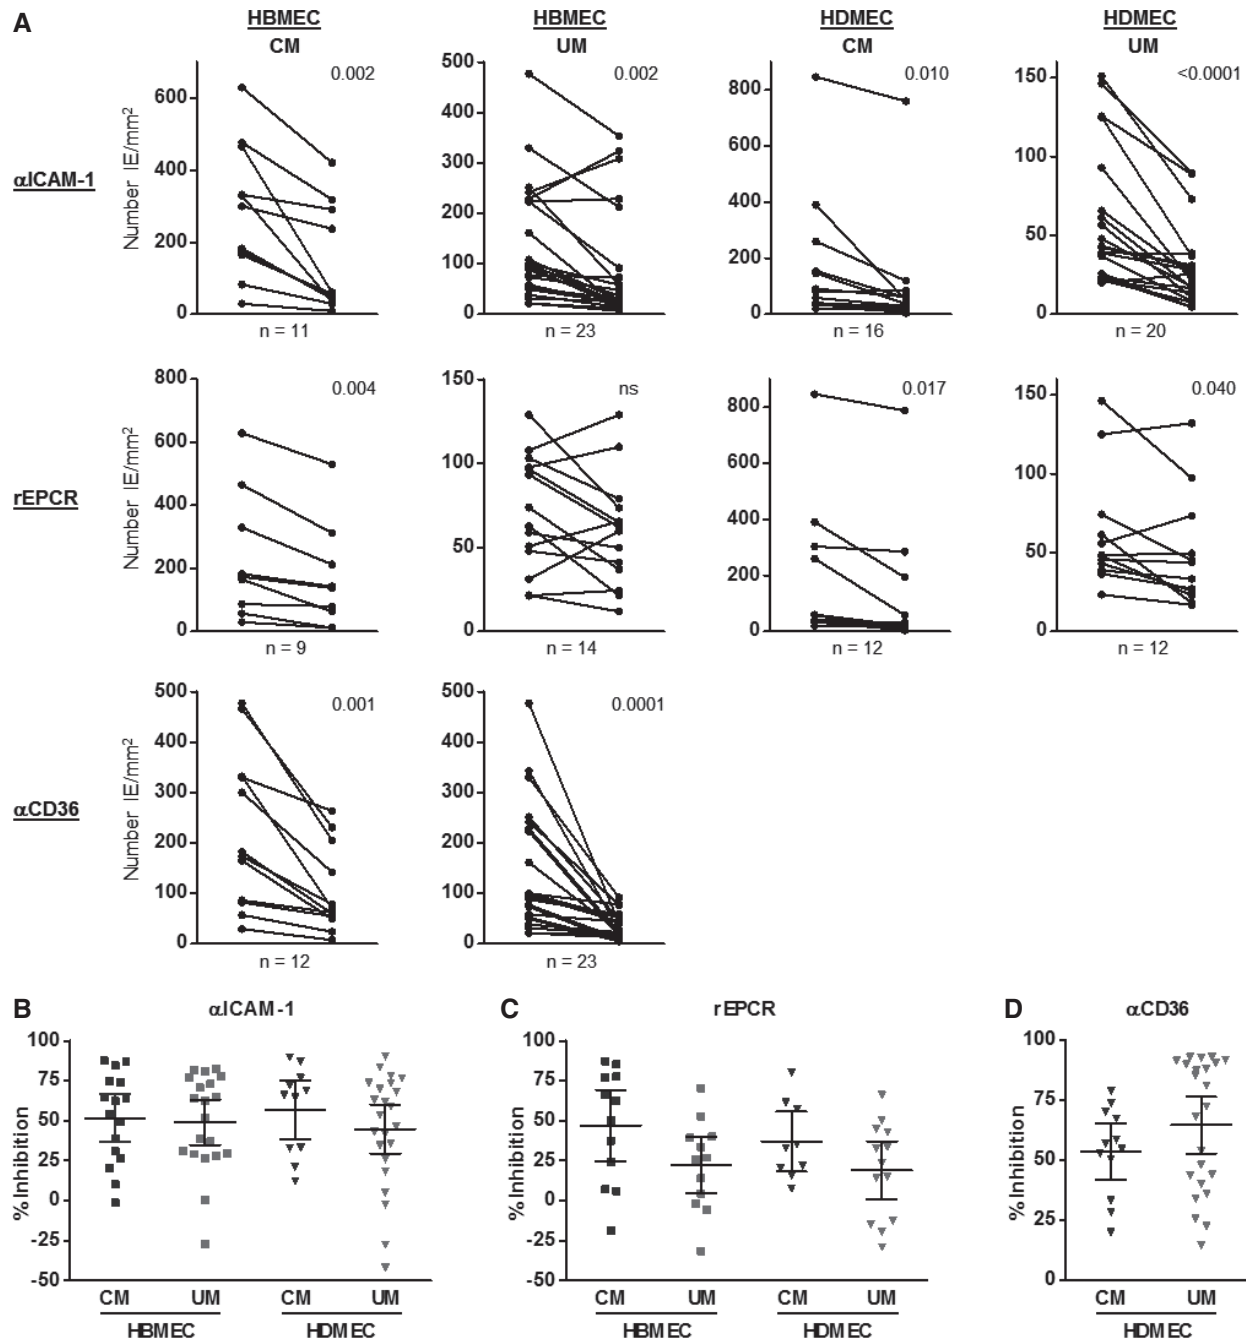 A
HBMEC
CM
HBMEC
UM
HDMEC
CM
HDMEC
UM
αICAM-1
Number IE/mm²
600
400
200
0
0.002
n = 11
500
400
300
200
100
0
0.002
n = 23
800
600
400
200
0
0.010
n = 16
150
100
50
0
<0.0001
n = 20
rEPCR
Number IE/mm²
800
600
400
200
0
0.004
n = 9
150
100
50
0
ns
n = 14
800
600
400
200
0
0.017
n = 12
150
100
50
0
0.040
n = 12
αCD36
Number IE/mm²
500
400
300
200
100
0
0.001
n = 12
500
400
300
200
100
0
0.0001
n = 23
B
αICAM-1
% Inhibition
100
75
50
25
0
-25
-50
CM
UM
CM
UM
HBMEC
HDMEC
C
rEPCR
% Inhibition
100
75
50
25
0
-25
-50
CM
UM
CM
UM
HBMEC
HDMEC
D
αCD36
% Inhibition
100
75
50
25
0
CM
UM
HDMEC